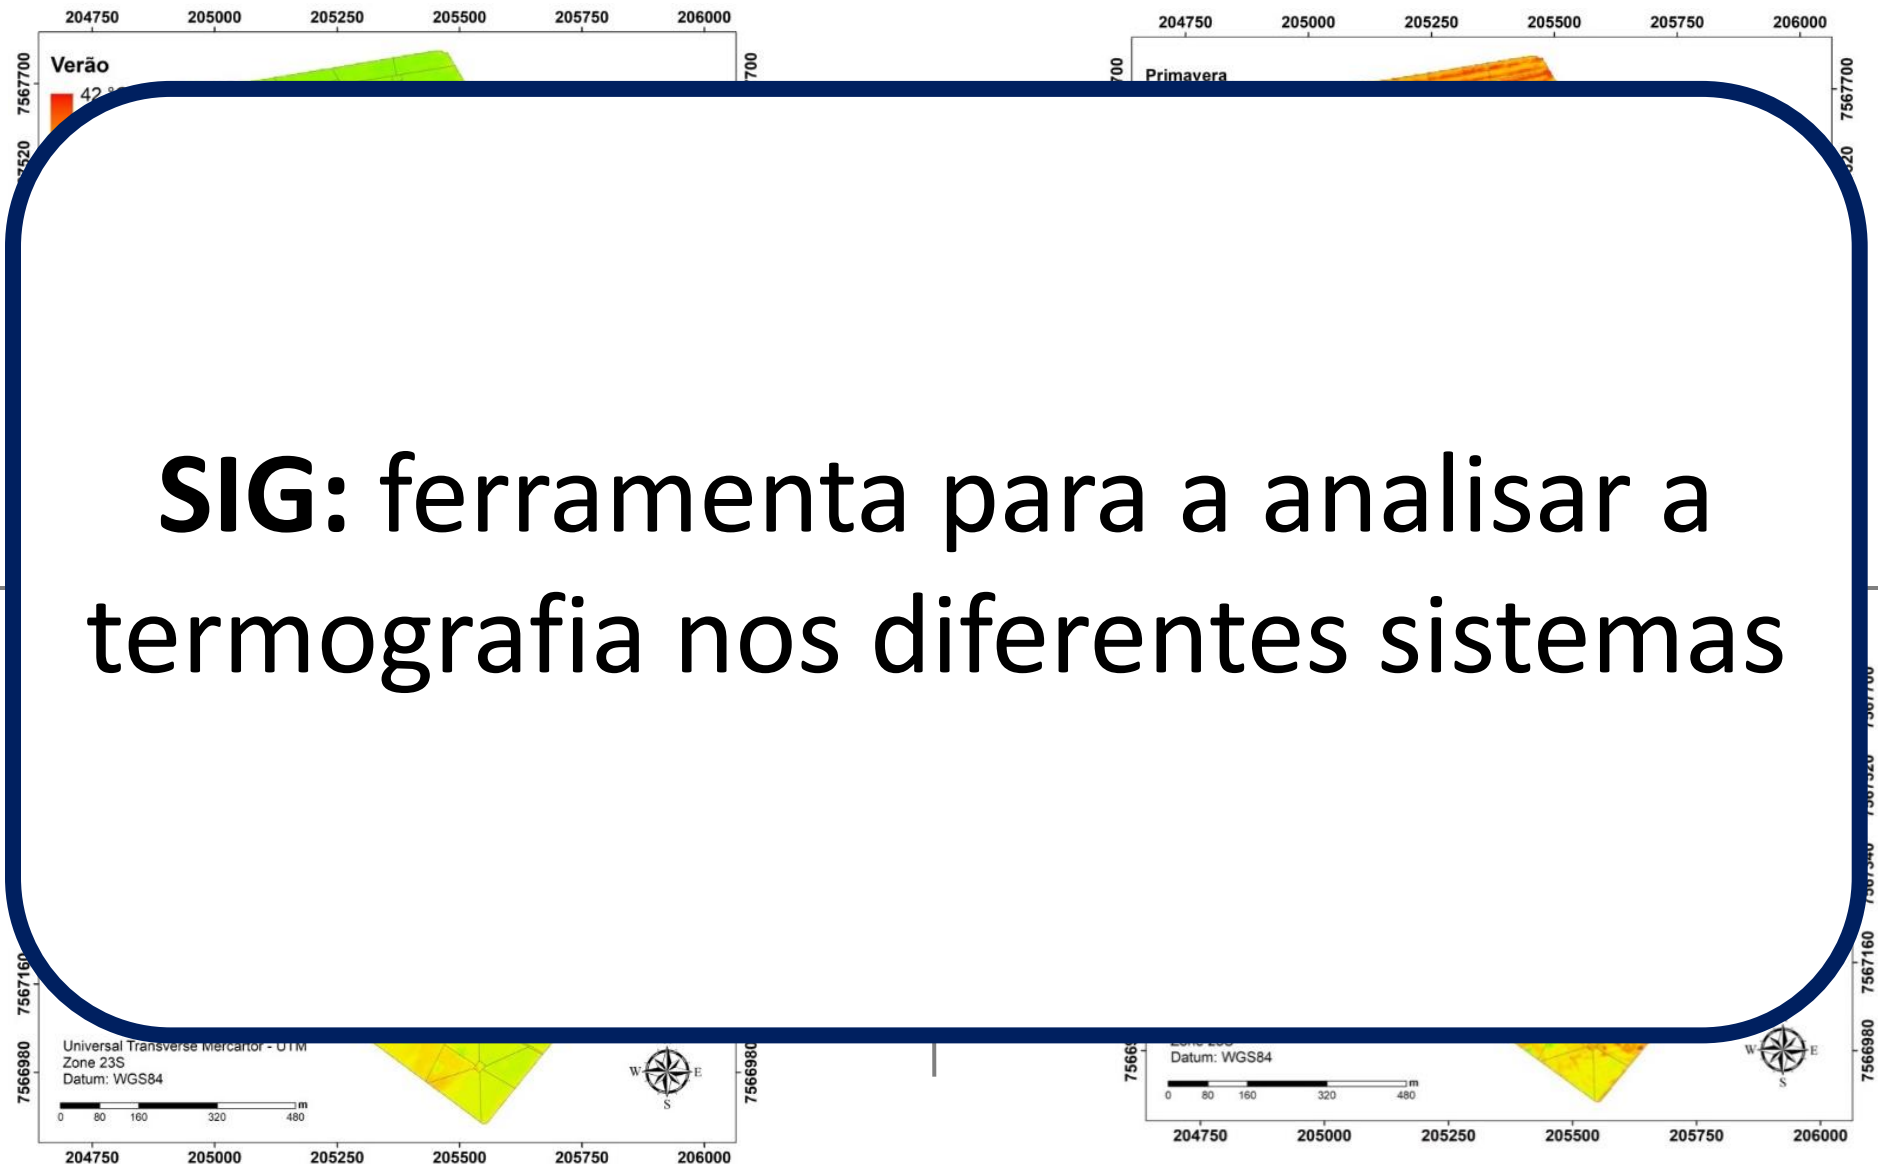 204750 205000 205250 205500 205750 206000
204750 205000 205250 205500 205750 206000
Verão
Primavera
7567700
7567700
42
SIG: ferramenta para a analisar a
termografia nos diferentes sistemas
7567160
7567160
Universal Transverse Mercartor - UTM
Zone 23S
Datum: WGS84
0 80 160 320 480 m
W E S
7566980
7566980
Datum: WGS84
0 80 160 320 480 m
W E S
7566980
204750 205000 205250 205500 205750 206000
204750 205000 205250 205500 205750 206000